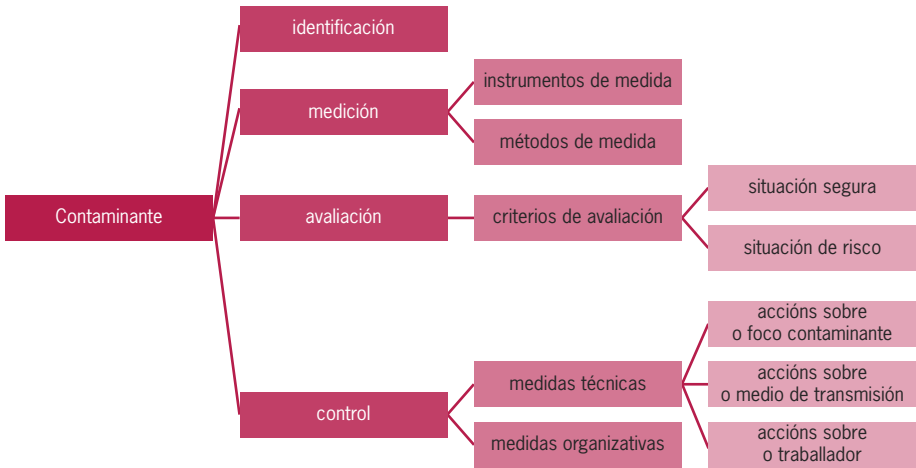 identificación
medición
instrumentos de medida
métodos de medida
Contaminante
avaliación
criterios de avaliación
situación segura
situación de risco
control
medidas técnicas
medidas organizativas
accións sobre
o foco contaminante
accións sobre
o medio de transmisión
accións sobre
o traballador